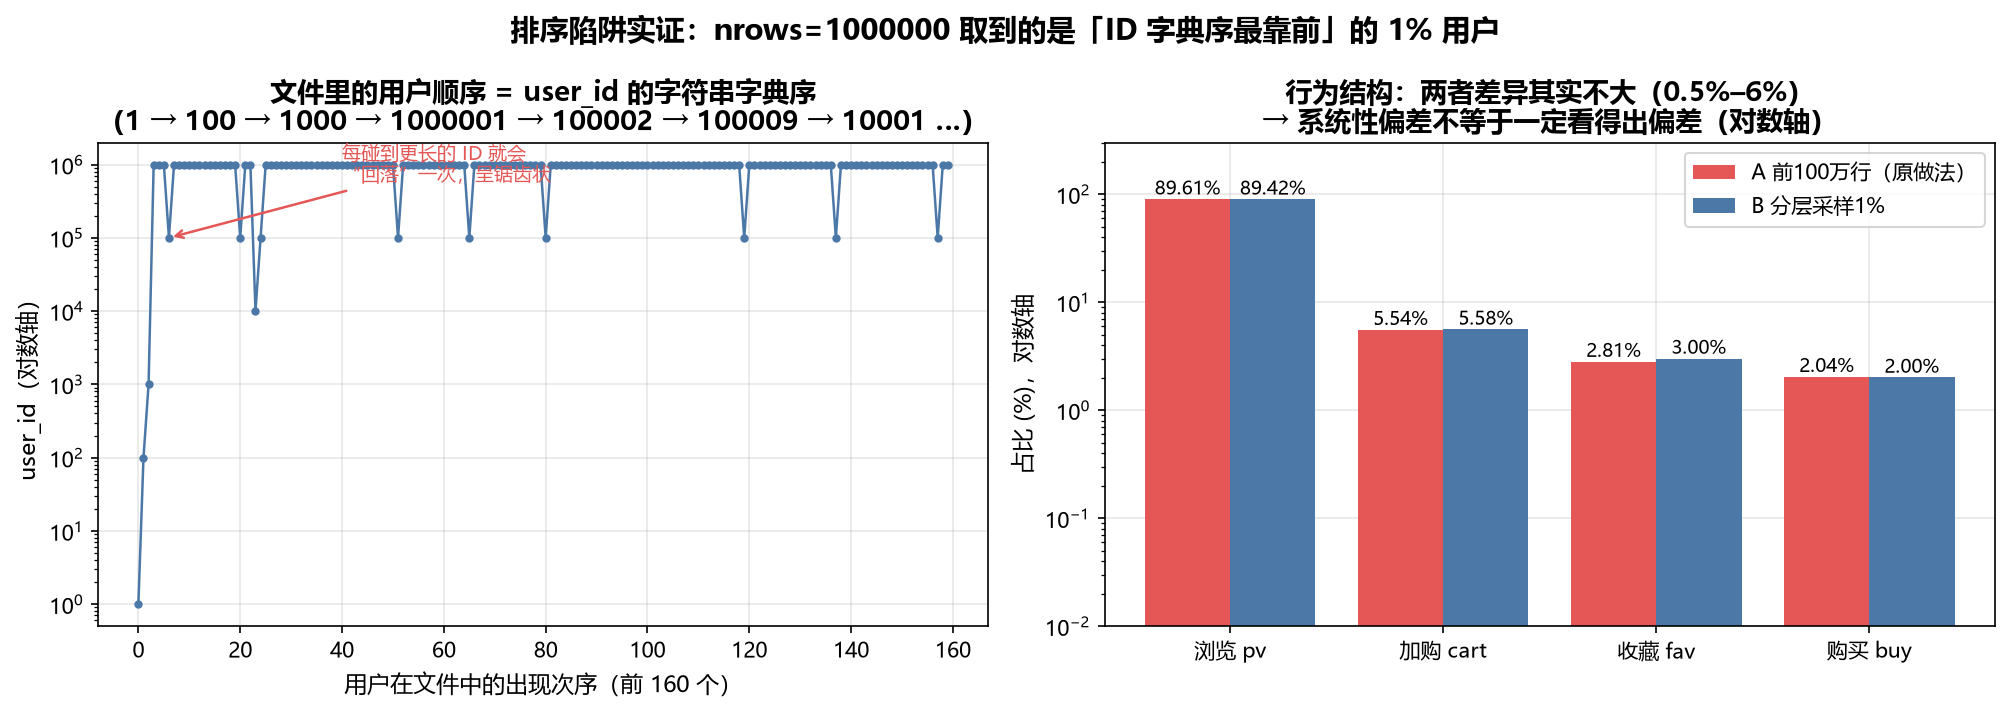 排序陷阱实证：nrows=1000000 取到的是「ID 字典序最靠前」的 1% 用户
文件里的用户顺序 = user_id 的字符串字典序
(1 → 100 → 1000 → 1000001 → 100002 → 100009 → 10001 ...)
每碰到更长的 ID 就会
“回落”一次，呈锯齿状
10⁶
10⁵
10⁴
10³
10²
10¹
10⁰
user_id（对数轴）
0 20 40 60 80 100 120 140 160
用户在文件中的出现次序（前 160 个）
行为结构：两者差异其实不大（0.5%–6%）
→ 系统性偏差不等于一定看得出偏差（对数轴）
A 前100万行（原做法）
B 分层采样1%
89.61% 89.42%
5.54% 5.58%
2.81% 3.00%
2.04% 2.00%
10²
10¹
10⁰
10⁻¹
10⁻²
占比 (%)，对数轴
浏览 pv 加购 cart 收藏 fav 购买 buy